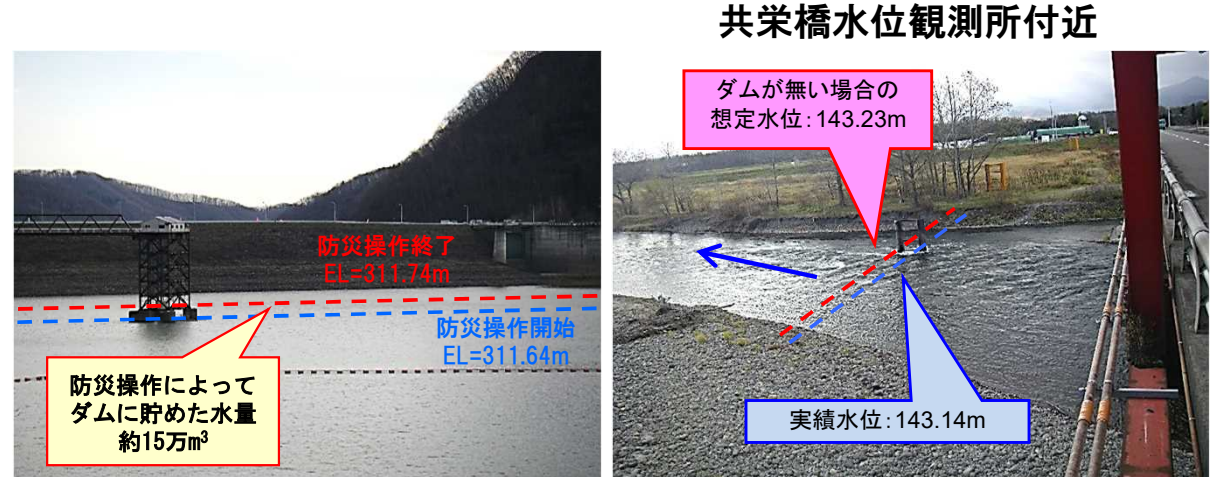 共栄橋水位観測所付近
防災操作終了
EL=311.74m
防災操作開始
EL=311.64m
防災操作によって
ダムに貯めた水量
約15万m³
ダムが無い場合の
想定水位：143.23m
実績水位：143.14m